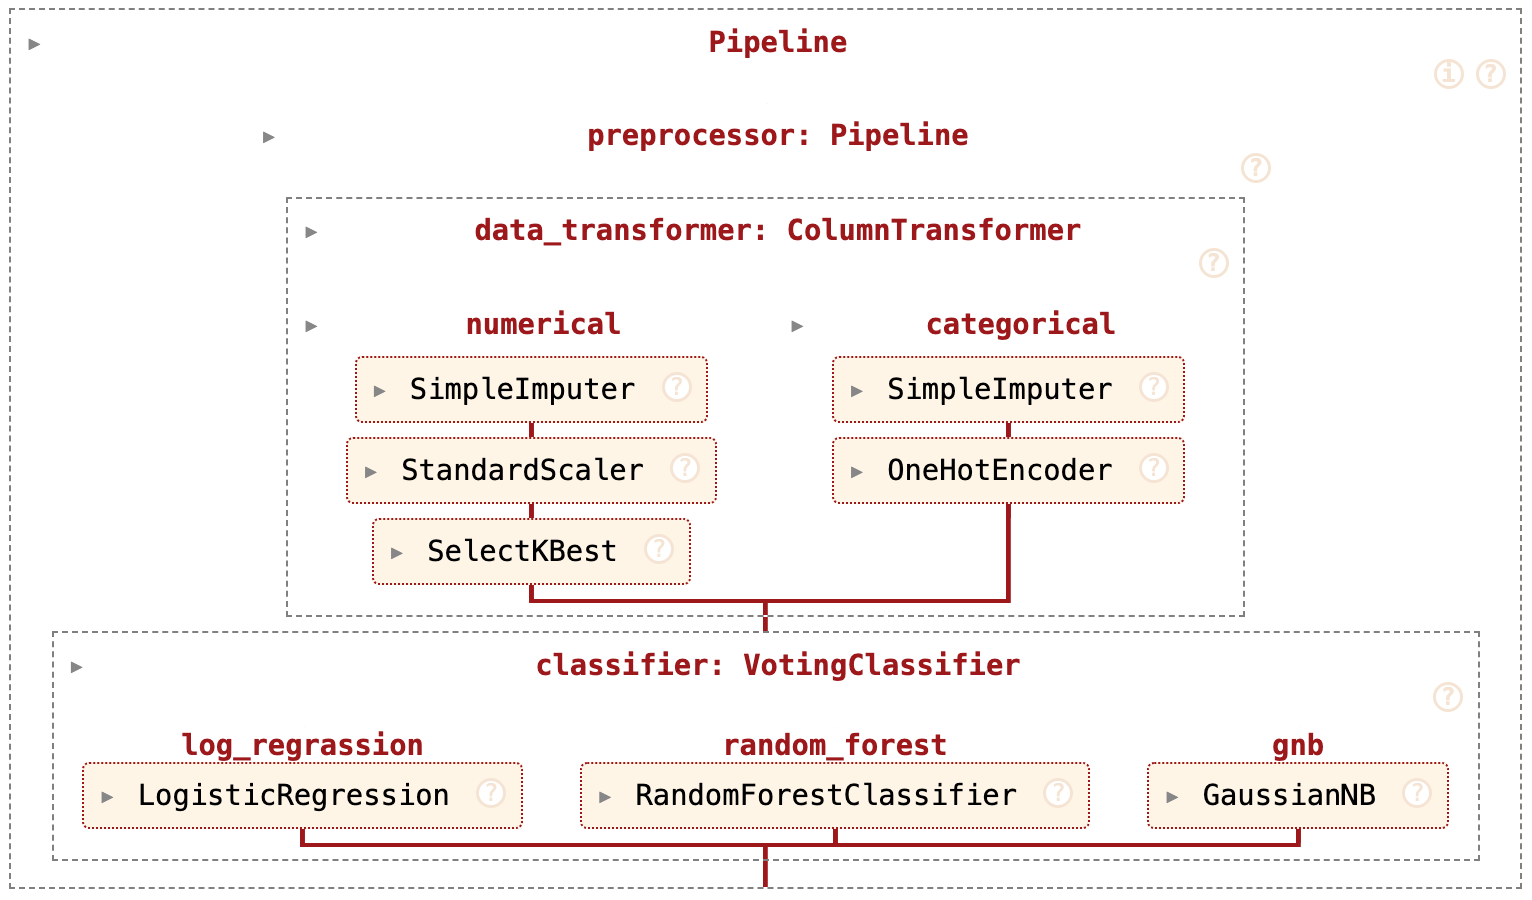 Pipeline
i ?
preprocessor: Pipeline
?
data_transformer: ColumnTransformer
?
numerical
categorical
SimpleImputer ?
SimpleImputer ?
StandardScaler ?
OneHotEncoder ?
SelectKBest ?
classifier: VotingClassifier
?
log_regrassion
random_forest
gnb
LogisticRegression ?
RandomForestClassifier ?
GaussianNB ?